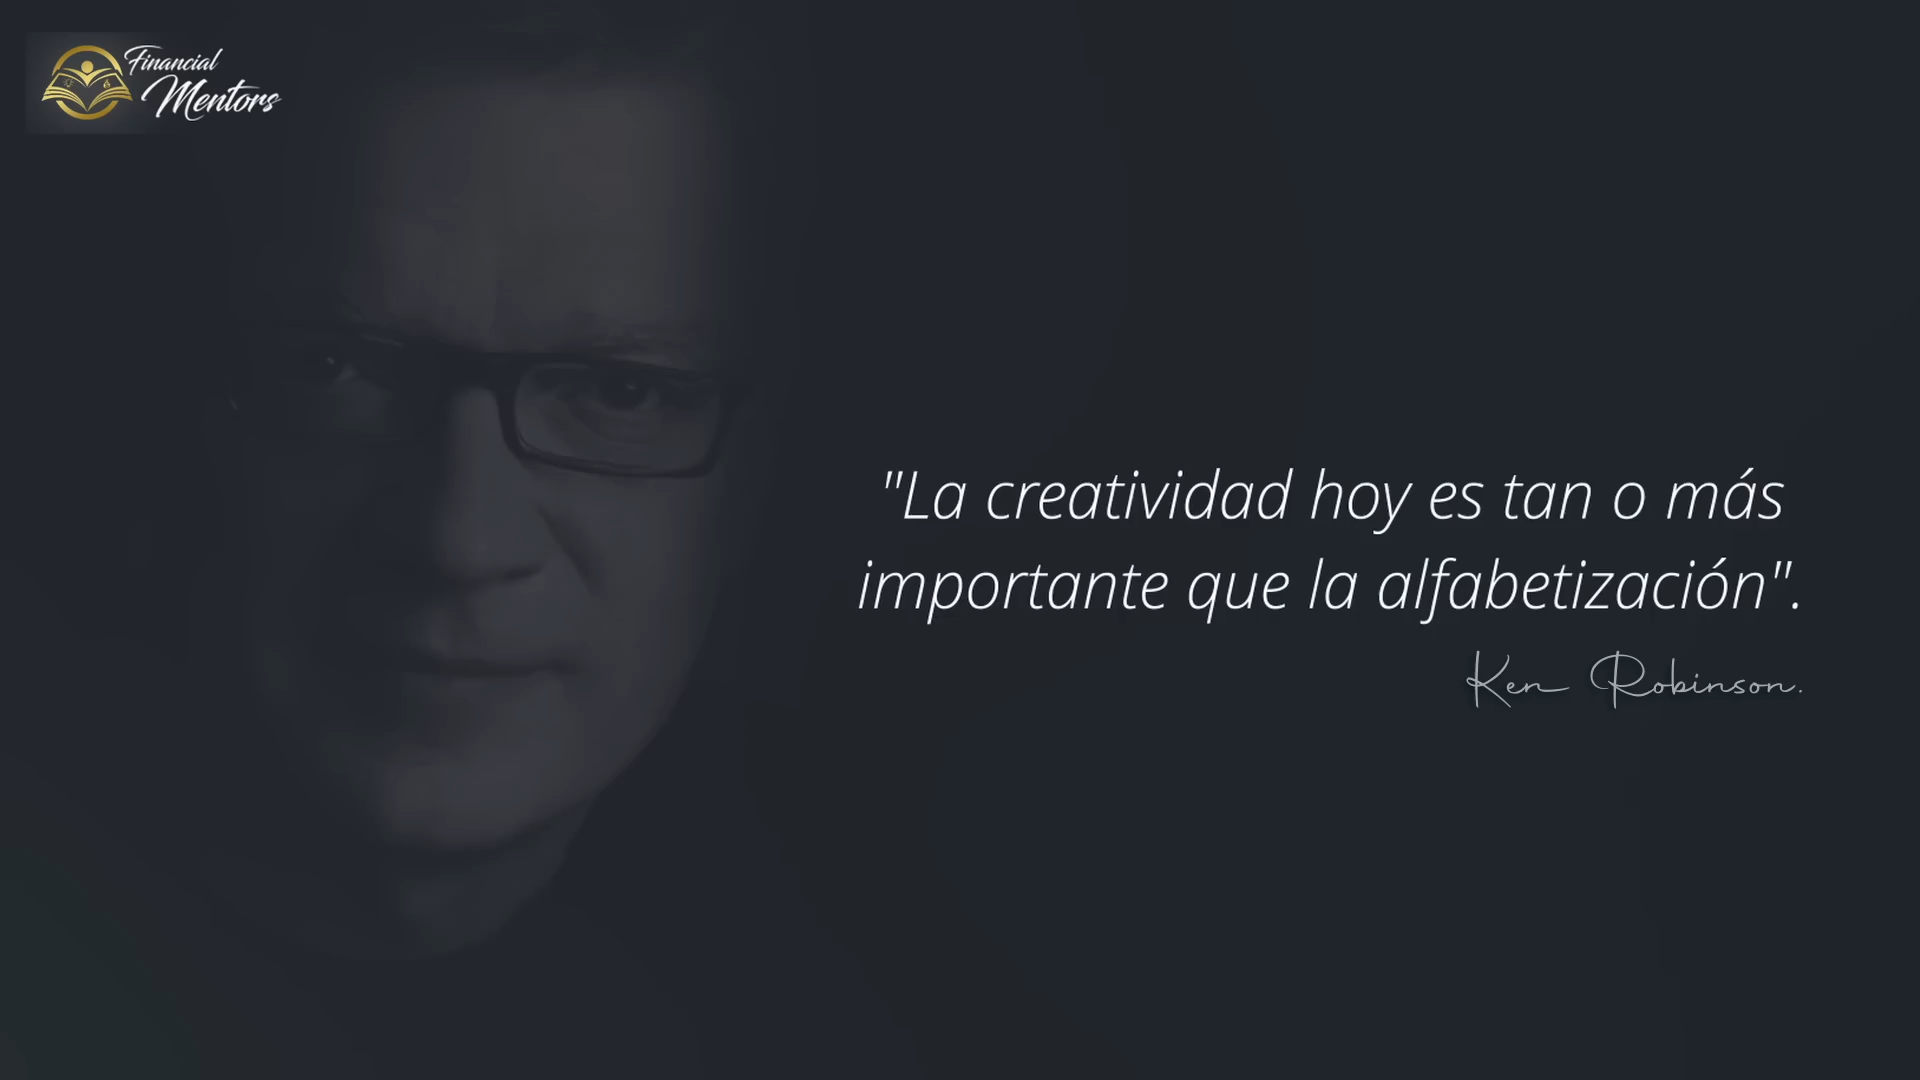 Financial
Mentors
"La creatividad hoy es tan o más
importante que la alfabetización".
Ken Robinson.